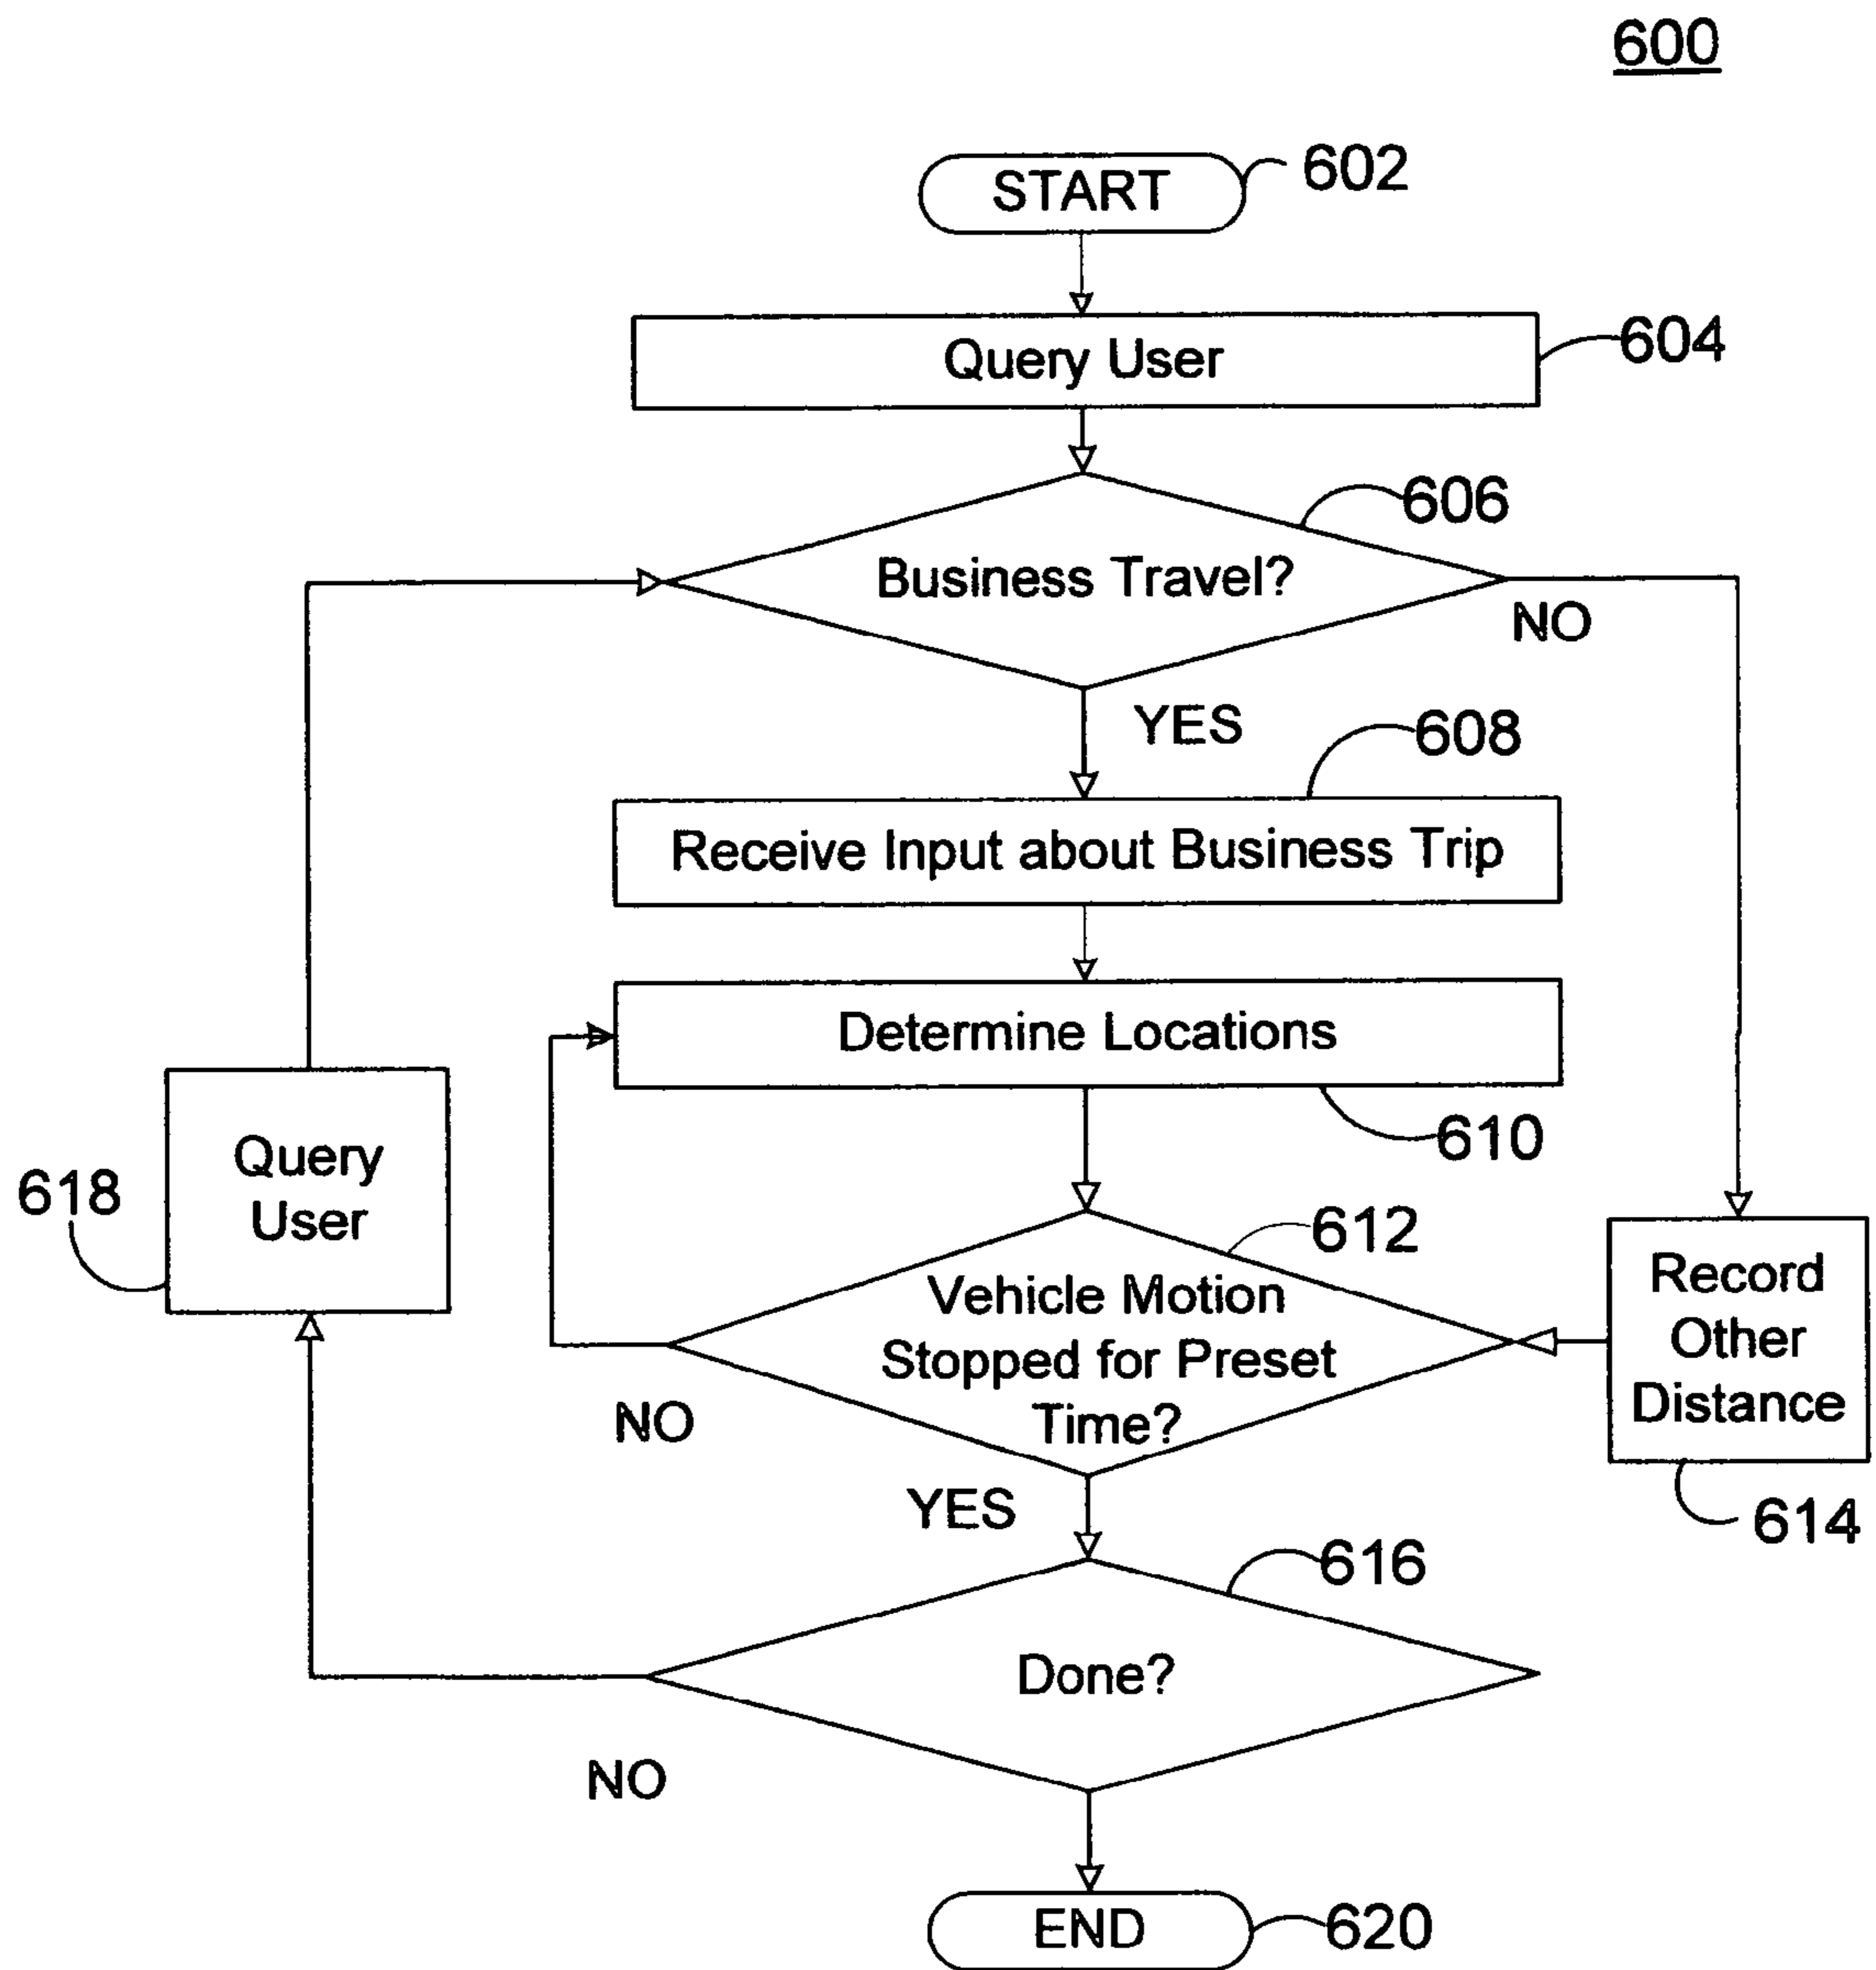 600
START
602
Query User
604
606
Business Travel?
NO
YES
608
Receive Input about Business Trip
Determine Locations
610
Query
User
618
612
Vehicle Motion
Stopped for Preset
Time?
NO
Record
Other
Distance
614
YES
616
Done?
NO
END
620